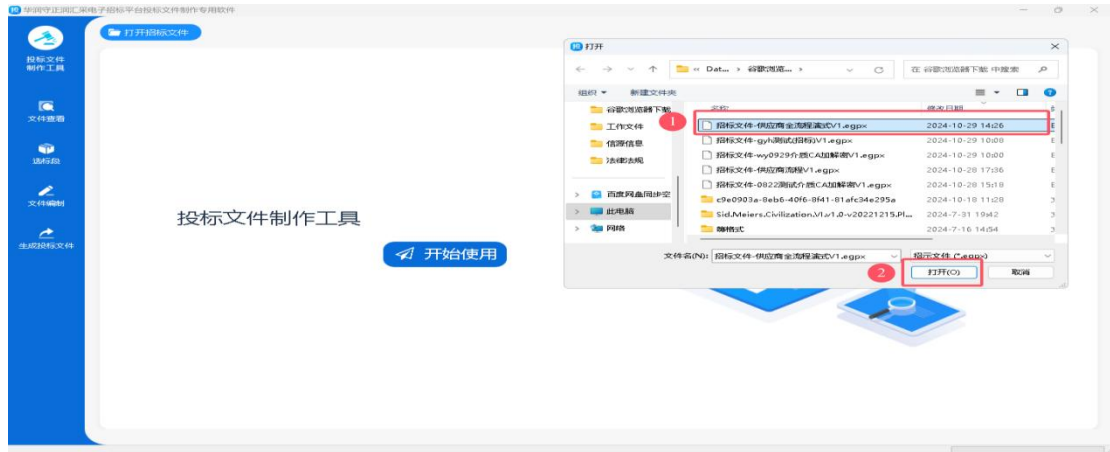 华润守正润汇采电子招标平台投标文件制作专用软件
打开招标文件
投标文件
制作工具
文件查看
选标段
文件编制
生成投标文件
投标文件制作工具
开始使用
打开
« Dat... › 谷歌浏览... ›
在 谷歌浏览器下载 中搜索
组织
新建文件夹
谷歌浏览器下载
工作文件
信源信息
法律法规
百度网盘同步空
此电脑
网络
名称
修改日期
1
招标文件-供应商全流程演式V1.egpx 2024-10-29 14:26
招标文件-gyh测试(招标)V1.egpx 2024-10-29 10:08
招标文件-wy0929介质CA加解密V1.egpx 2024-10-29 10:00
招标文件-供应商流程V1.egpx 2024-10-28 17:36
招标文件-0822测试介质CA加解密V1.egpx 2024-10-28 15:18
c9e0903a-8eb6-40f6-8f41-81afc34e295a 2024-10-18 11:28
Sid.Meiers.Civilization.VI.v1.0-v20221215.Pl... 2024-7-31 19:42
2024-7-16 14:54
文件名(N): 招标文件-供应商全流程演式V1.egpx
招标文件 (*.egpx)
2
打开(O)
取消